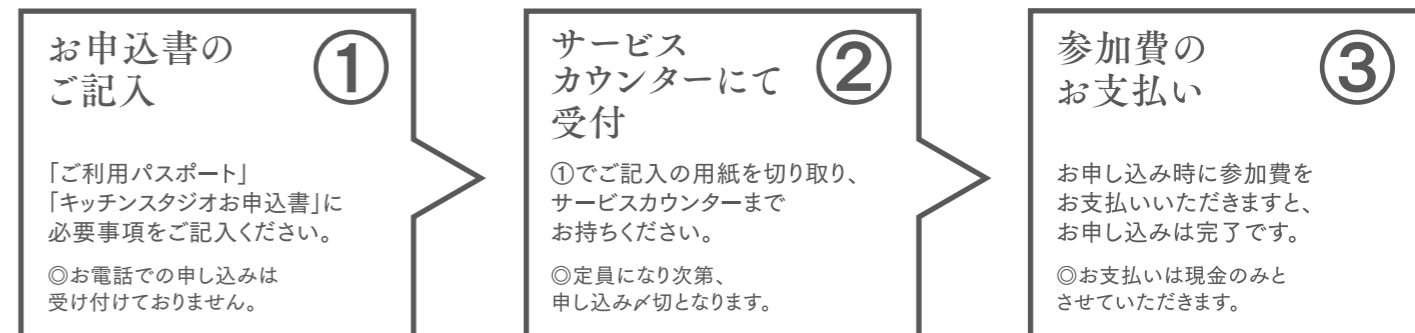 お申込書の
ご記入
①
「ご利用パスポート」
「キッチンスタジオお申込書」に
必要事項をご記入ください。
◎お電話での申し込みは
受け付けておりません。
サービス
カウンターにて
受付
②
①でご記入の用紙を切り取り、
サービスカウンターまで
お持ちください。
◎定員になり次第、
申し込み〆切となります。
参加費の
お支払い
③
お申し込み時に参加費を
お支払いいただきますと、
お申し込みは完了です。
◎お支払いは現金のみと
させていただきます。